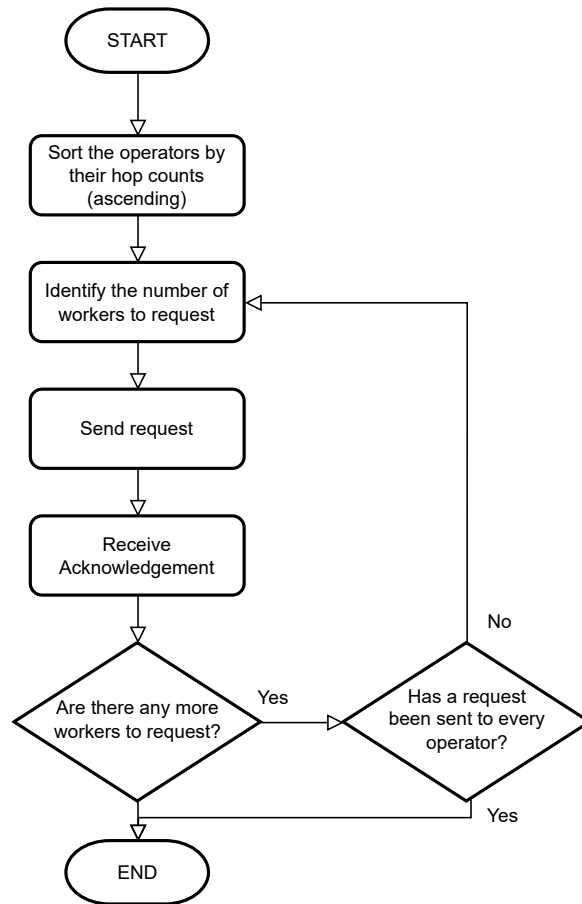 START
Sort the operators by
their hop counts
(ascending)
Identify the number of
workers to request
Send request
Receive
Acknowledgement
Are there any more
workers to request?
Yes
Has a request
been sent to every
operator?
No
Yes
END